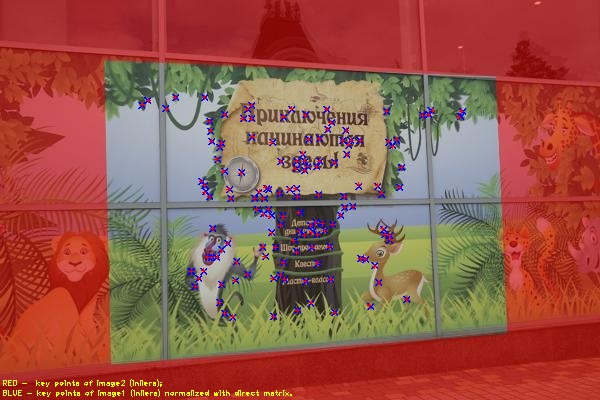 Приключения
начинаются
здесь!
Квесты
RED - key points of image2 (inliers);
BLUE - key points of image1 (inliers) normalized with direct matrix.